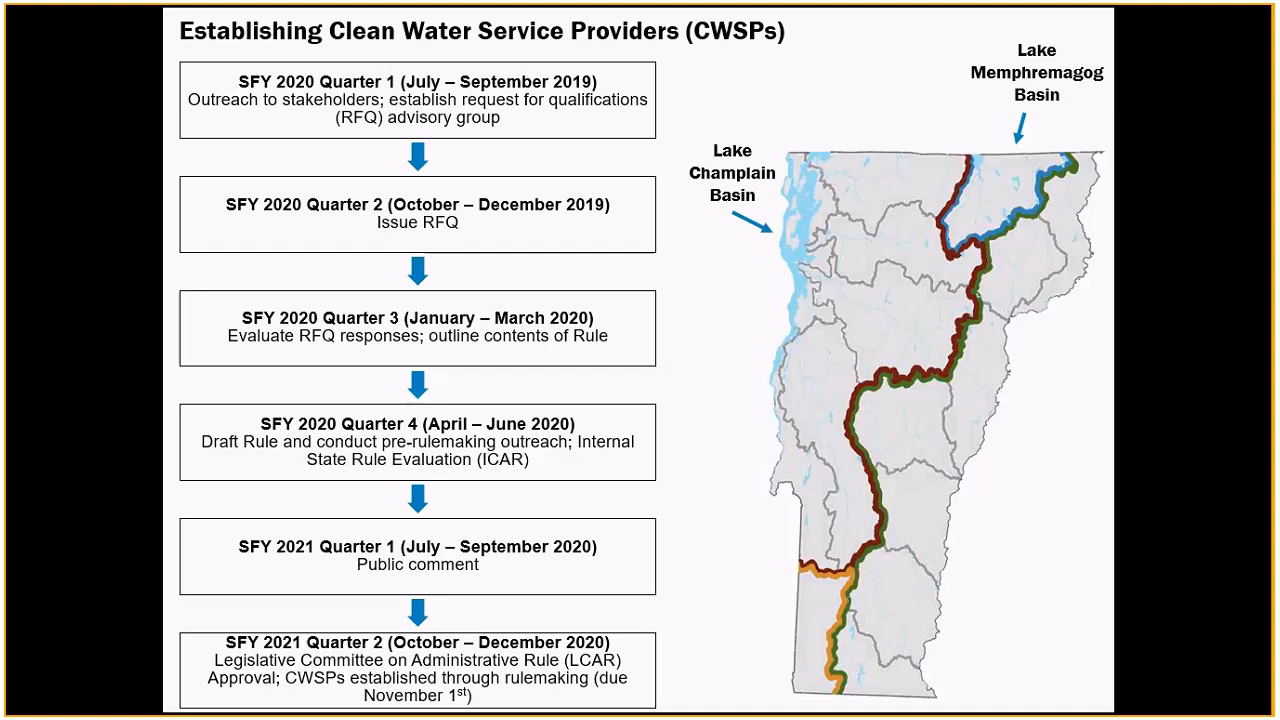 Establishing Clean Water Service Providers (CWSPs)
SFY 2020 Quarter 1 (July – September 2019)
Outreach to stakeholders; establish request for qualifications
(RFQ) advisory group
SFY 2020 Quarter 2 (October – December 2019)
Issue RFQ
SFY 2020 Quarter 3 (January – March 2020)
Evaluate RFQ responses; outline contents of Rule
SFY 2020 Quarter 4 (April – June 2020)
Draft Rule and conduct pre-rulemaking outreach; Internal
State Rule Evaluation (ICAR)
SFY 2021 Quarter 1 (July – September 2020)
Public comment
SFY 2021 Quarter 2 (October – December 2020)
Legislative Committee on Administrative Rule (LCAR)
Approval; CWSPs established through rulemaking (due
November 1st)
Lake
Memphremagog
Basin
Lake
Champlain
Basin